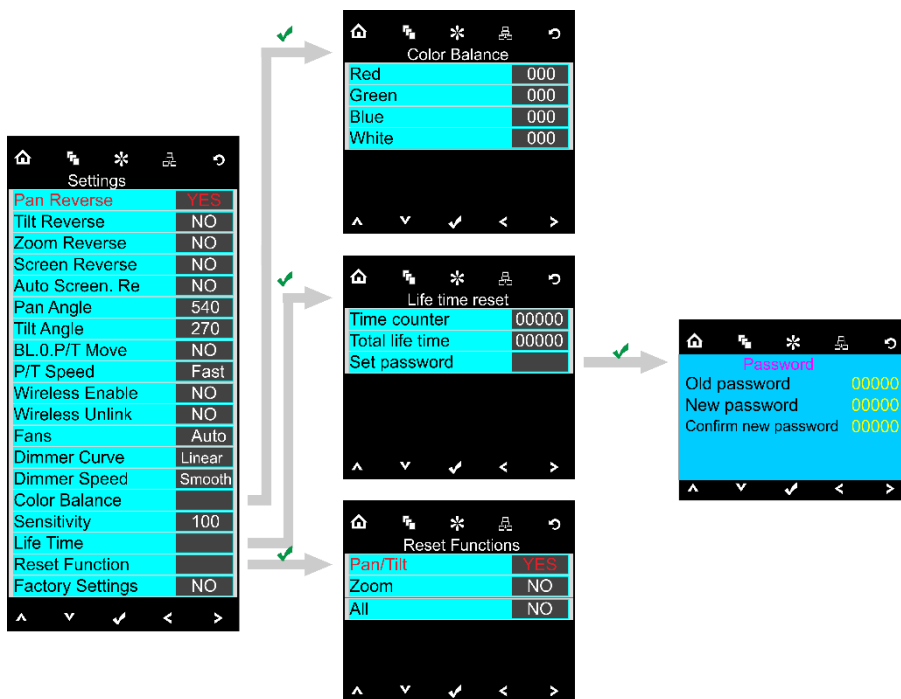 Settings
Pan Reverse YES
Tilt Reverse NO
Zoom Reverse NO
Screen Reverse NO
Auto Screen. Re NO
Pan Angle 540
Tilt Angle 270
BL.0.P/T Move NO
P/T Speed Fast
Wireless Enable NO
Wireless Unlink NO
Fans Auto
Dimmer Curve Linear
Dimmer Speed Smooth
Color Balance
Sensitivity 100
Life Time
Reset Function
Factory Settings NO
Color Balance
Red 000
Green 000
Blue 000
White 000
Life time reset
Time counter 00000
Total life time 00000
Set password
Reset Functions
Pan/Tilt YES
Zoom NO
All NO
Password
Old password 00000
New password 00000
Confirm new password 00000